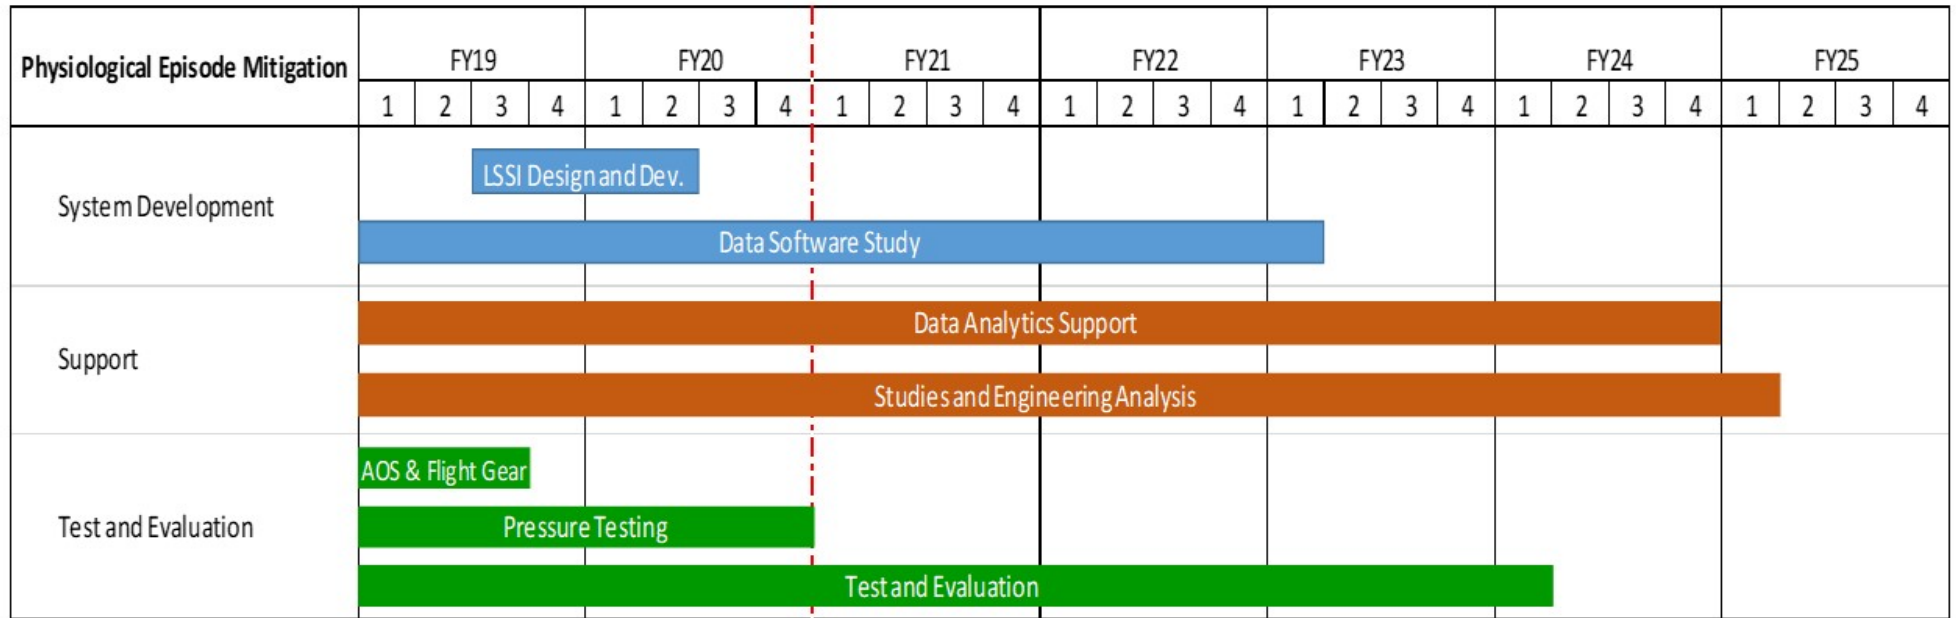 Physiological Episode Mitigation
FY19 FY20 FY21 FY22 FY23 FY24 FY25
1 2 3 4 1 2 3 4 1 2 3 4 1 2 3 4 1 2 3 4 1 2 3 4 1 2 3 4
System Development
LSSI Design and Dev.
Data Software Study
Support
Data Analytics Support
Studies and Engineering Analysis
Test and Evaluation
AOS & Flight Gear
Pressure Testing
Test and Evaluation